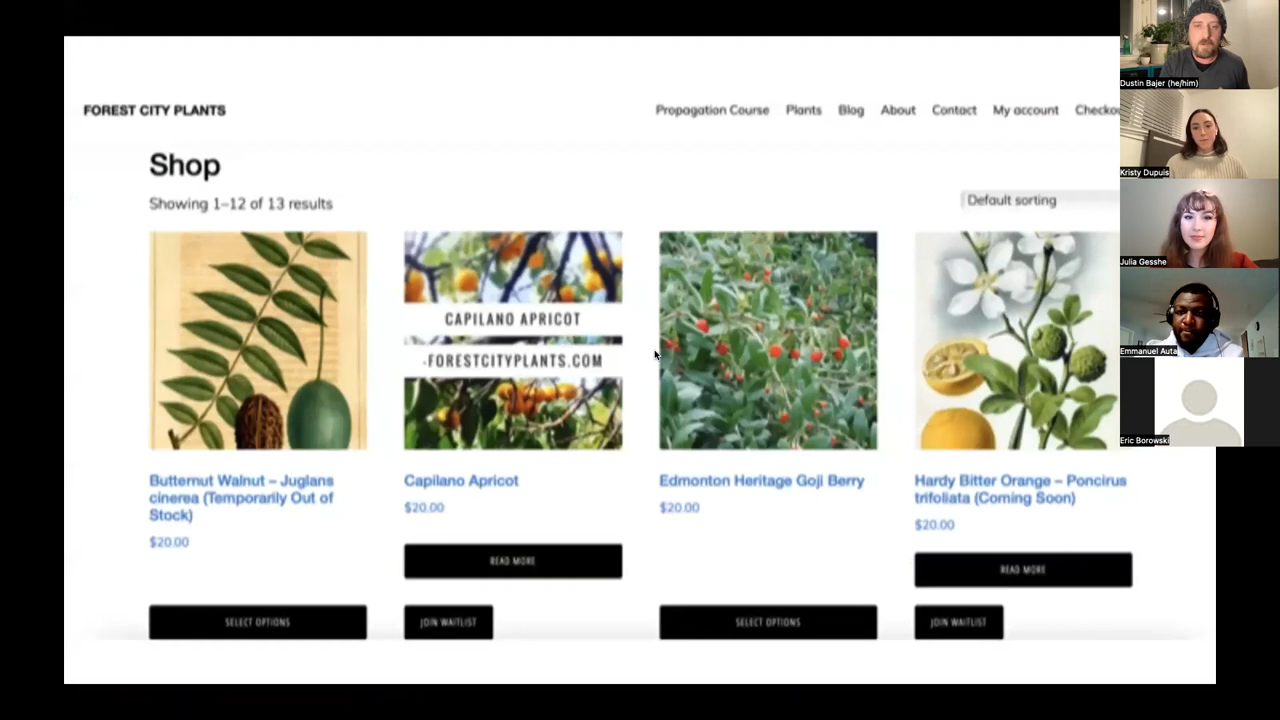 FOREST CITY PLANTS
Propagation Course Plants Blog About Contact My account Checkou
Shop
Showing 1–12 of 13 results
Default sorting
CAPILANO APRICOT
-FORESTCITYPLANTS.COM
Butternut Walnut – Juglans
cinerea (Temporarily Out of
Stock)
$20.00
SELECT OPTIONS
Capilano Apricot
$20.00
READ MORE
JOIN WAITLIST
Edmonton Heritage Goji Berry
$20.00
SELECT OPTIONS
Hardy Bitter Orange – Poncirus
trifoliata (Coming Soon)
$20.00
READ MORE
JOIN WAITLIST
Dustin Bajer (he/him)
Kristy Dupuis
Julia Gesshe
Emmanuel Auta
Eric Borowski